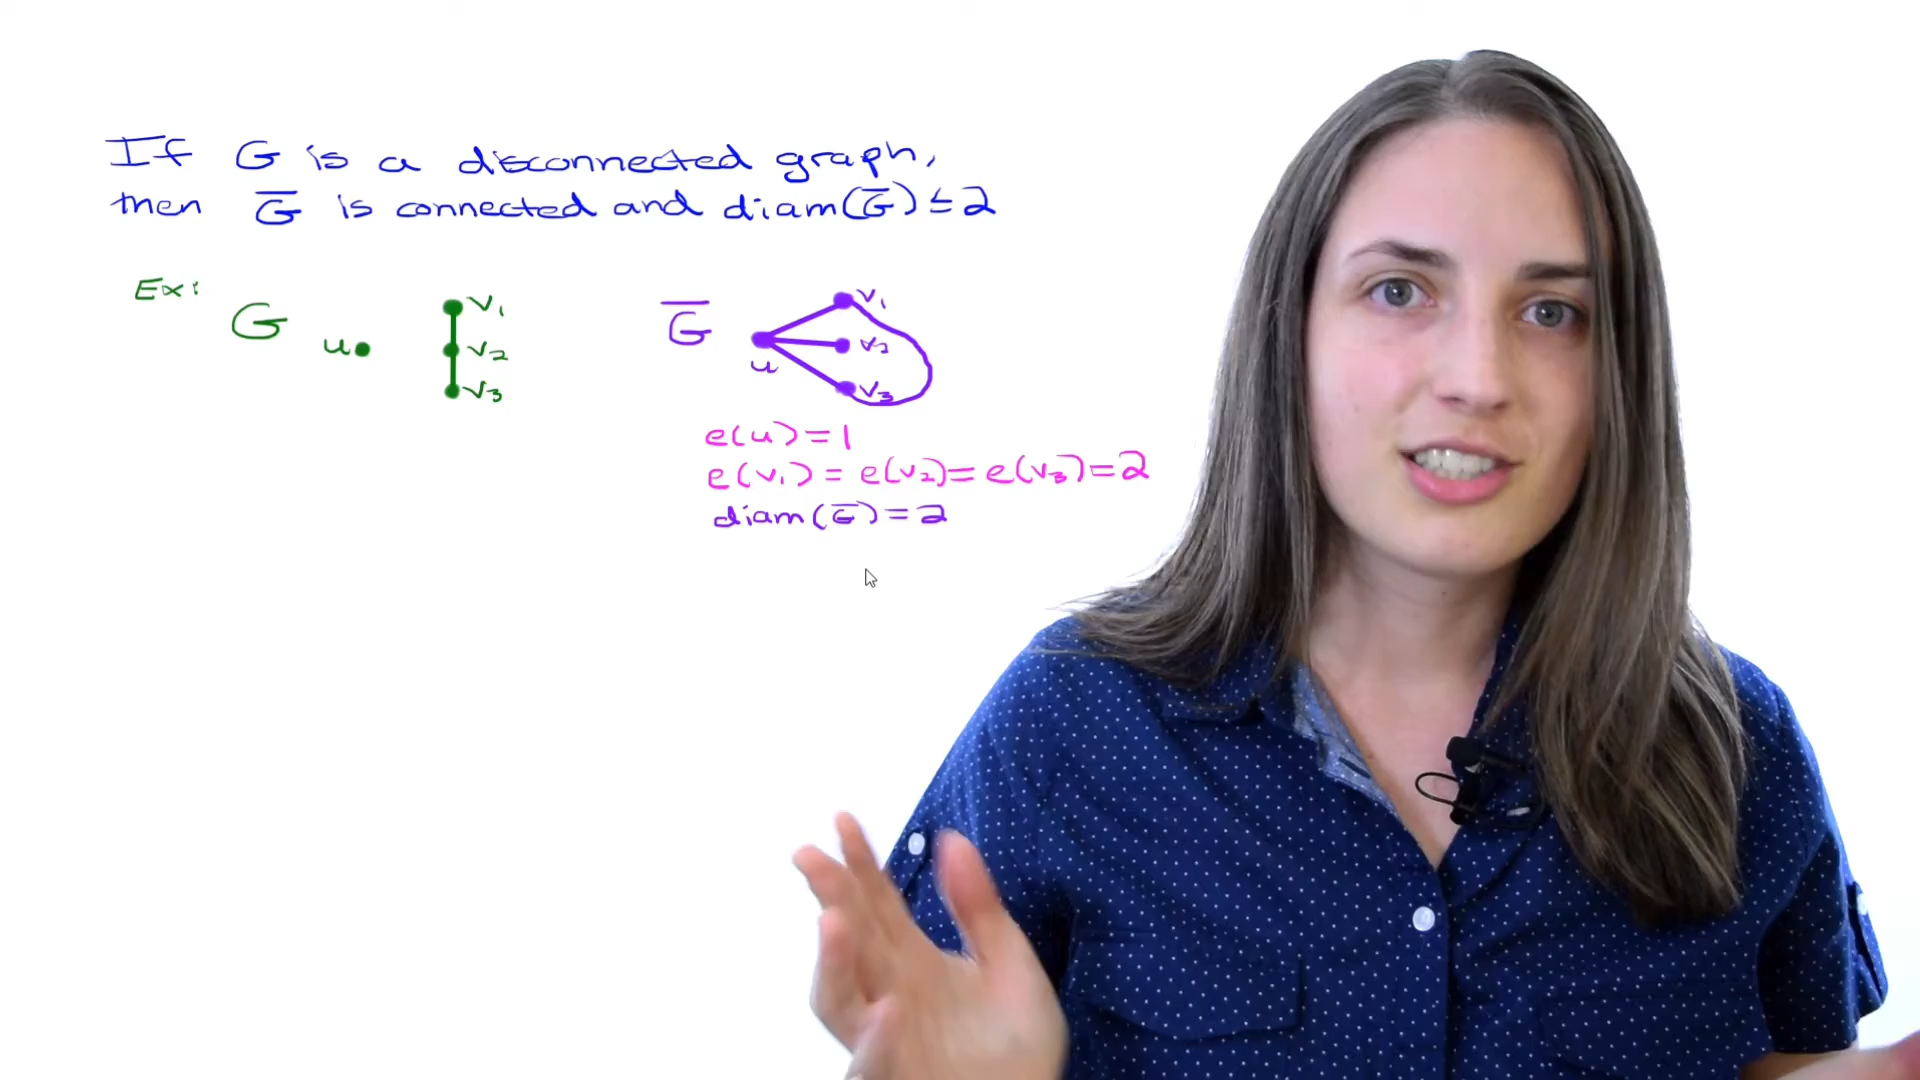 If G is a disconnected graph,
then G̅ is connected and diam(G̅) ≤ 2
Ex:
G u v₁ v₂ v₃
G̅ u v₁ v₂ v₃
e(u) = 1
e(v₁) = e(v₂) = e(v₃) = 2
diam(G̅) = 2